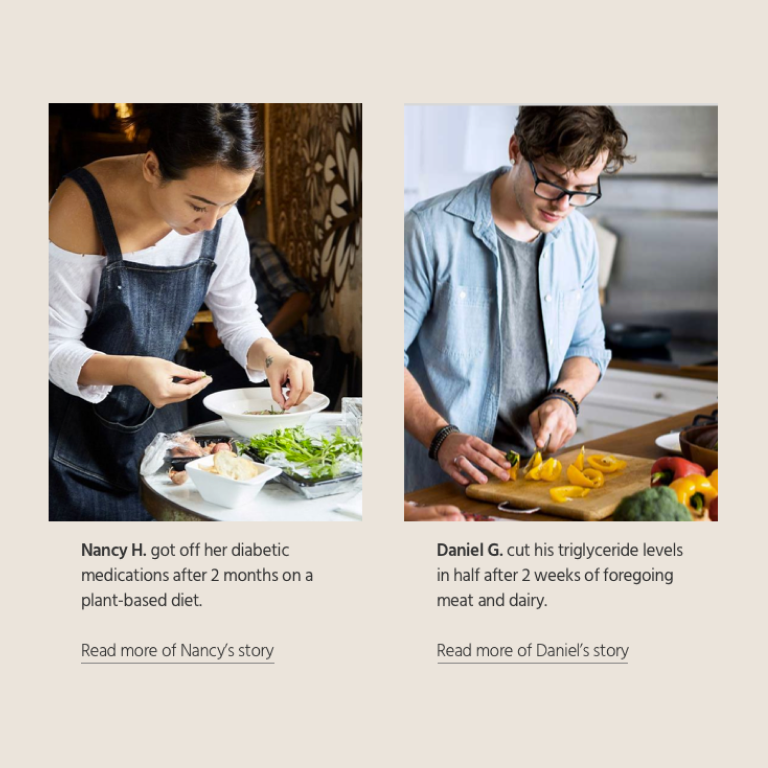 Nancy H. got off her diabetic
medications after 2 months on a
plant-based diet.
Read more of Nancy's story
Daniel G. cut his triglyceride levels
in half after 2 weeks of foregoing
meat and dairy.
Read more of Daniel's story